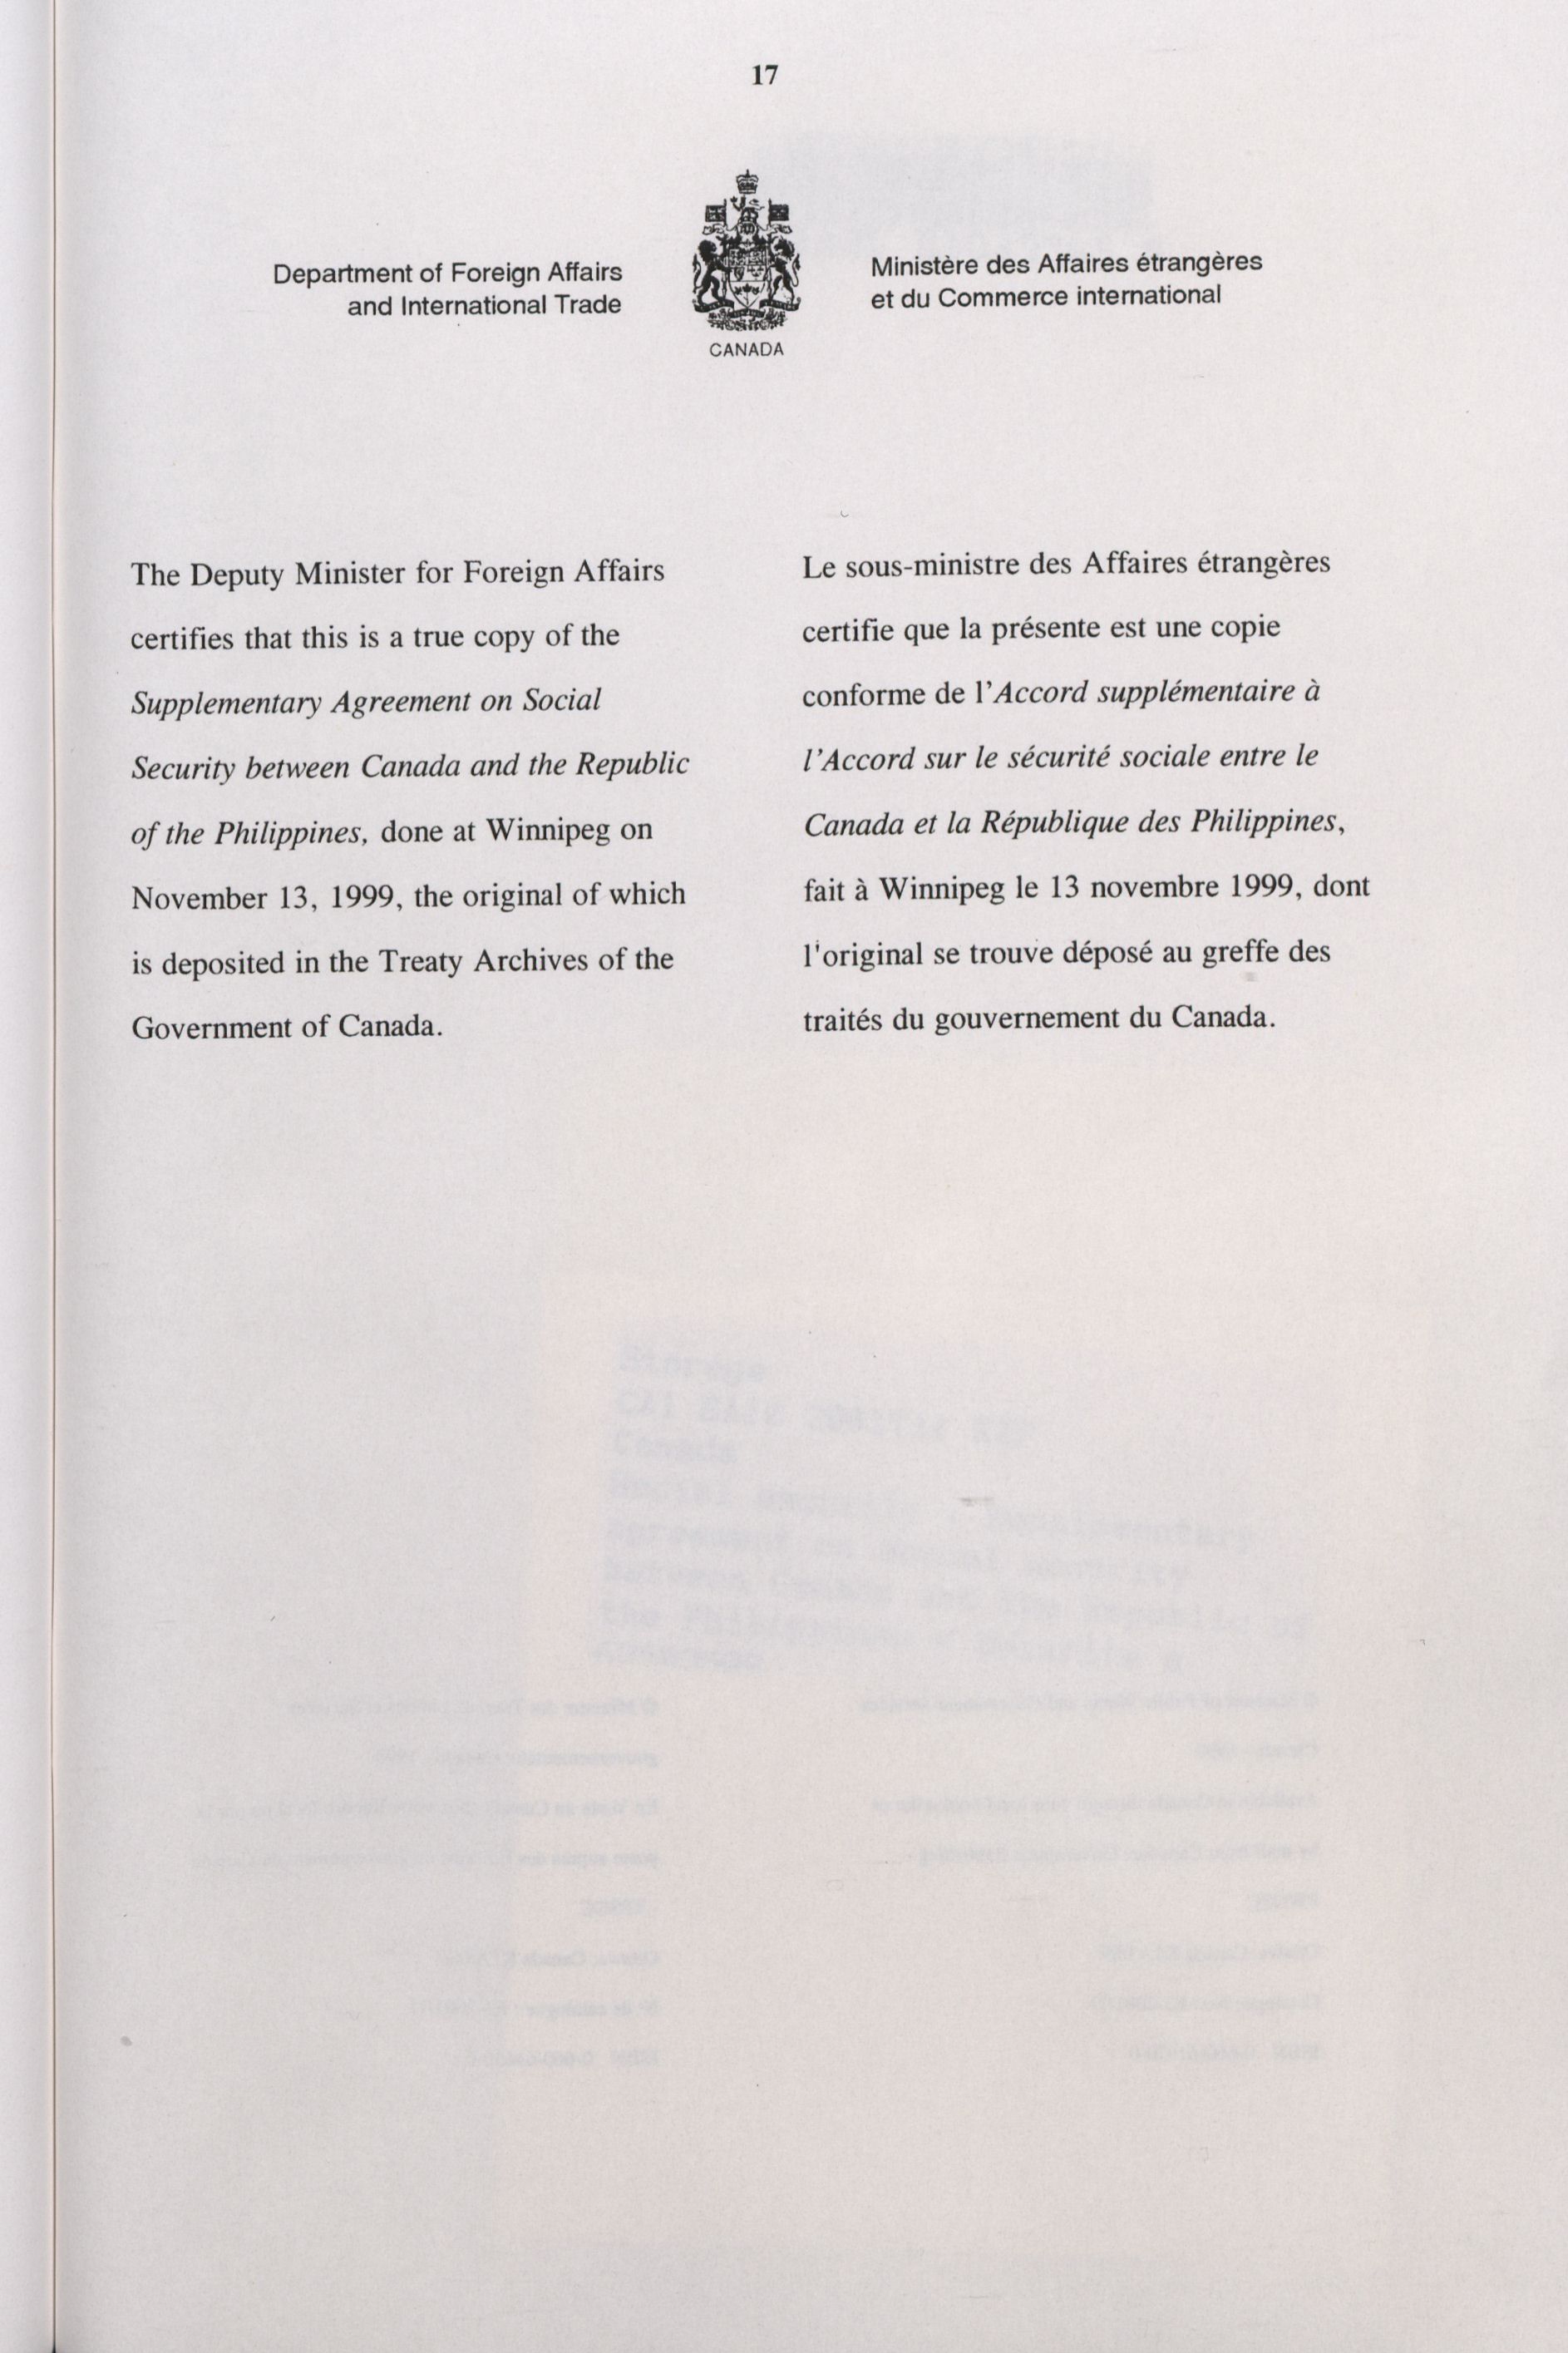 17
Department of Foreign Affairs
and International Trade
CANADA
Ministère des Affaires étrangères
et du Commerce international
The Deputy Minister for Foreign Affairs
certifies that this is a true copy of the
Supplementary Agreement on Social
Security between Canada and the Republic
of the Philippines, done at Winnipeg on
November 13, 1999, the original of which
is deposited in the Treaty Archives of the
Government of Canada.
Le sous-ministre des Affaires étrangères
certifie que la présente est une copie
conforme de l'Accord supplémentaire à
l'Accord sur le sécurité sociale entre le
Canada et la République des Philippines,
fait à Winnipeg le 13 novembre 1999, dont
l'original se trouve déposé au greffe des
traités du gouvernement du Canada.